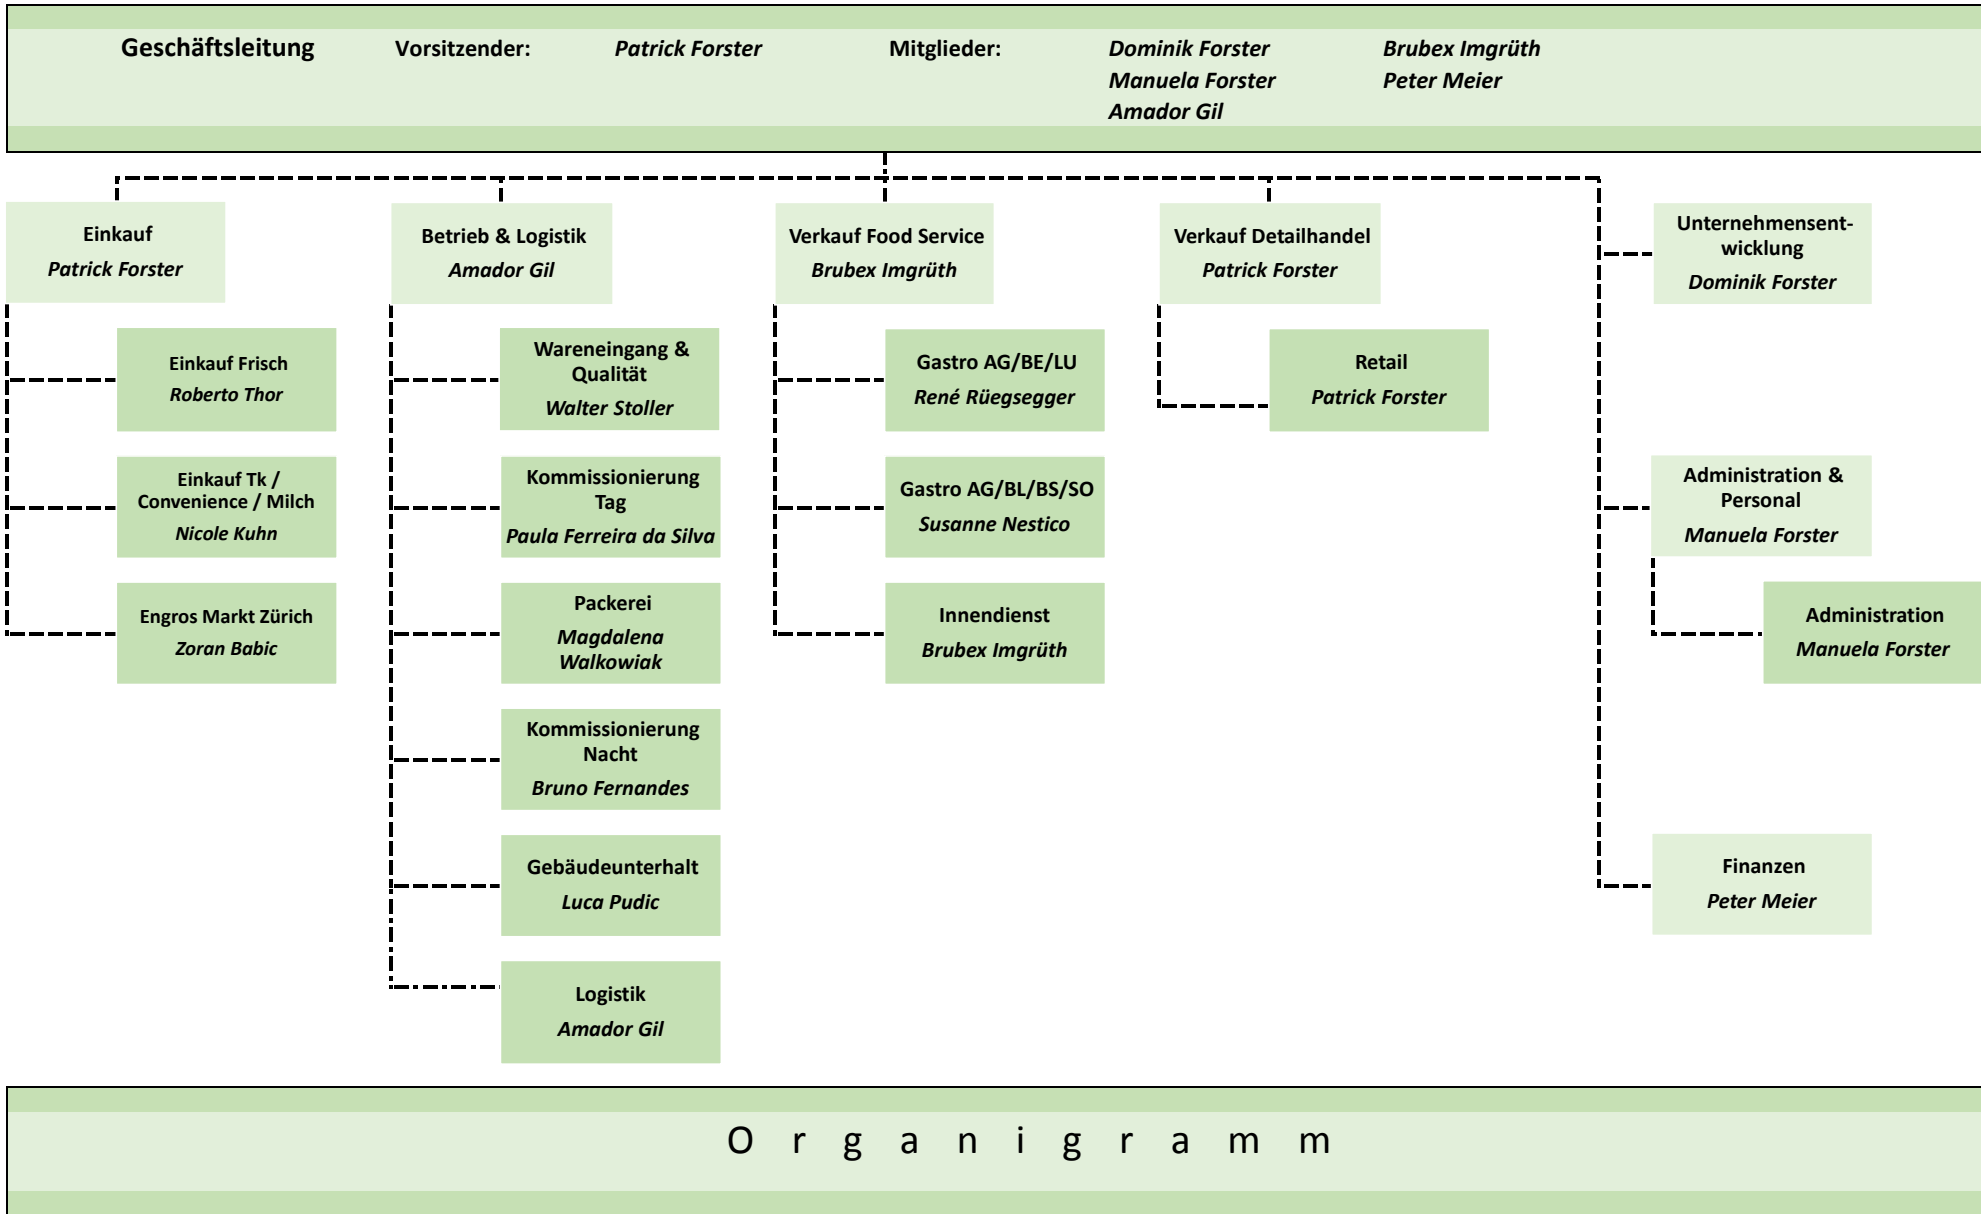 Geschäftsleitung Vorsitzender: Patrick Forster Mitglieder: Dominik Forster Brubex Imgrüth
Manuela Forster Peter Meier
Amador Gil
Einkauf
Patrick Forster
Betrieb & Logistik
Amador Gil
Verkauf Food Service
Brubex Imgrüth
Verkauf Detailhandel
Patrick Forster
Unternehmensent-
wicklung
Dominik Forster
Einkauf Frisch
Roberto Thor
Wareneingang &
Qualität
Walter Stoller
Gastro AG/BE/LU
René Rüegsegger
Retail
Patrick Forster
Einkauf Tk /
Convenience / Milch
Nicole Kuhn
Kommissionierung
Tag
Paula Ferreira da Silva
Gastro AG/BL/BS/SO
Susanne Nestico
Administration &
Personal
Manuela Forster
Engros Markt Zürich
Zoran Babic
Packerei
Magdalena
Walkowiak
Innendienst
Brubex Imgrüth
Administration
Manuela Forster
Kommissionierung
Nacht
Bruno Fernandes
Gebäudeunterhalt
Luca Pudic
Finanzen
Peter Meier
Logistik
Amador Gil
O r g a n i g r a m m